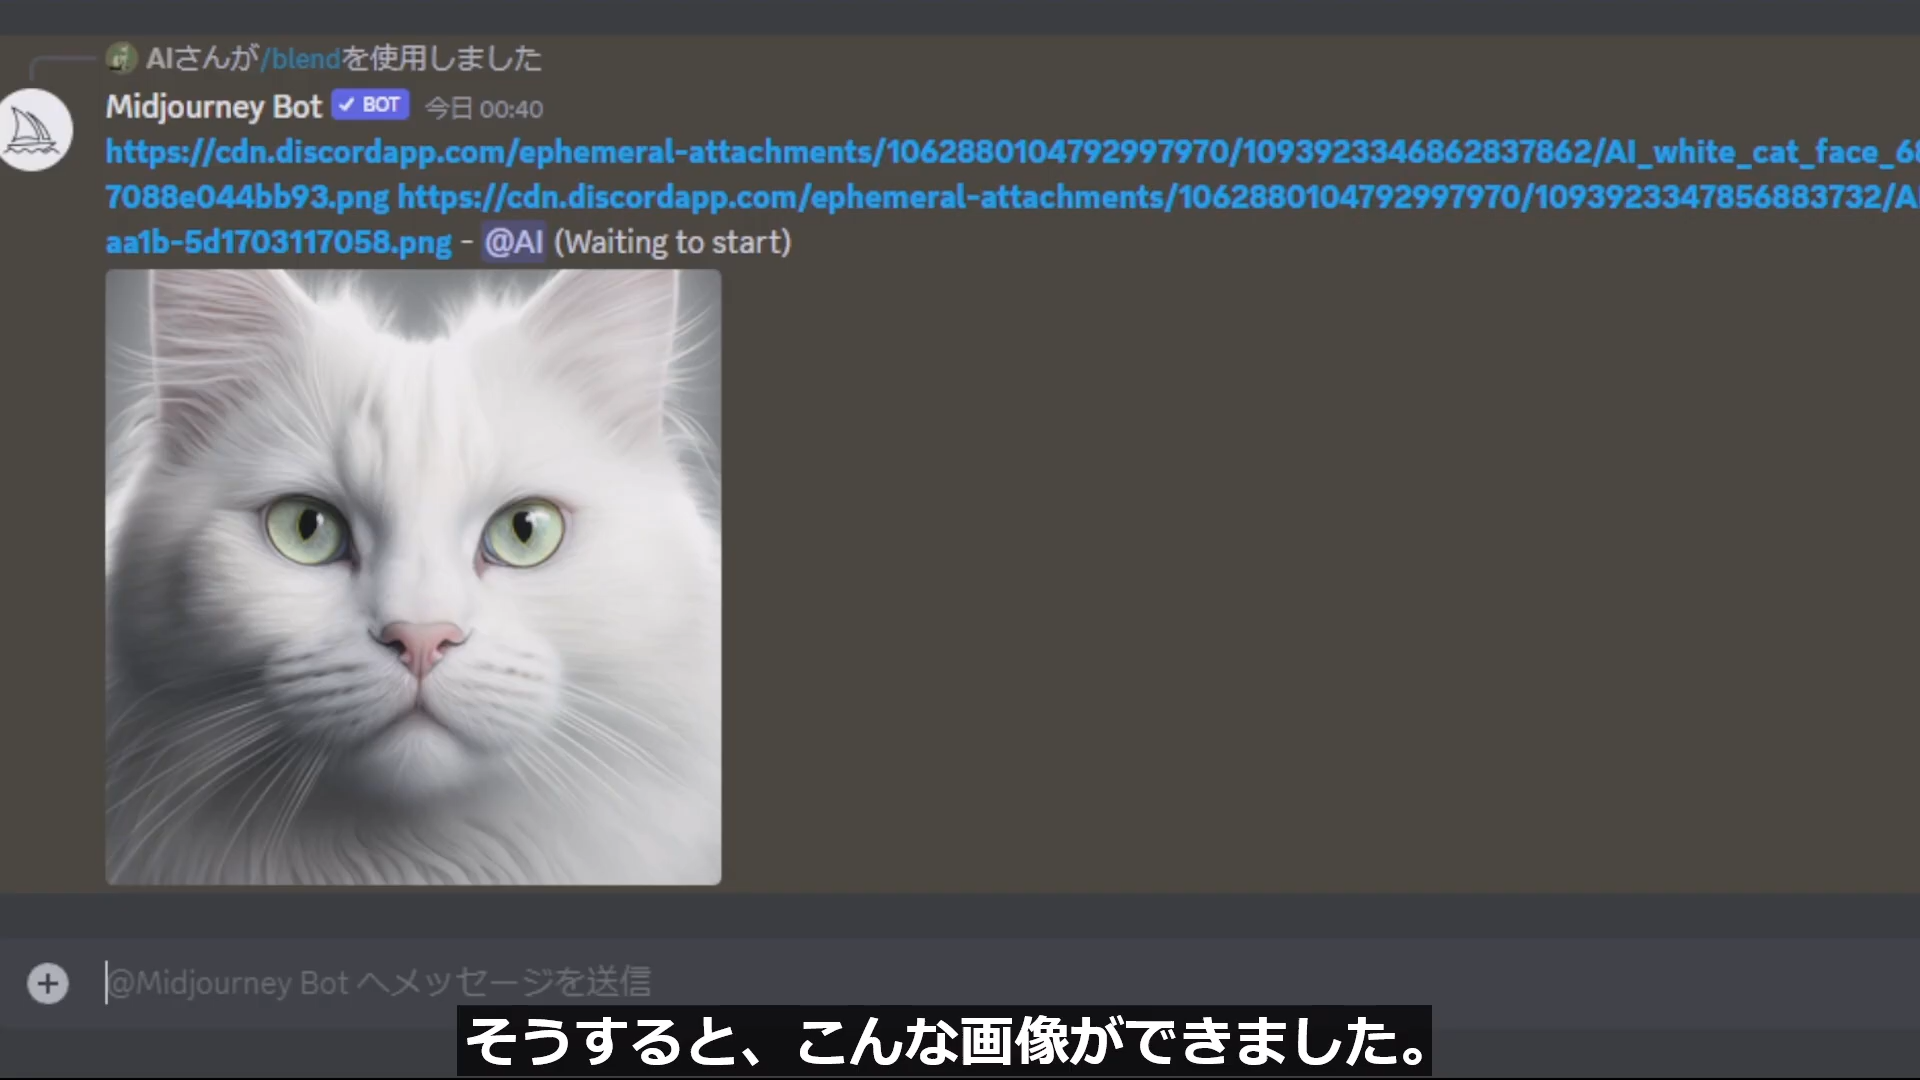 AIさんが/blendを使用しました
Midjourney Bot ✓ BOT 今日 00:40
https://cdn.discordapp.com/ephemeral-attachments/1062880104792997970/1093923346862837862/AI_white_cat_face_68
7088e044bb93.png https://cdn.discordapp.com/ephemeral-attachments/1062880104792997970/1093923347856883732/AI
aa1b-5d1703117058.png - @AI (Waiting to start)
@Midjourney Bot へメッセージを送信
そうすると、こんな画像ができました。